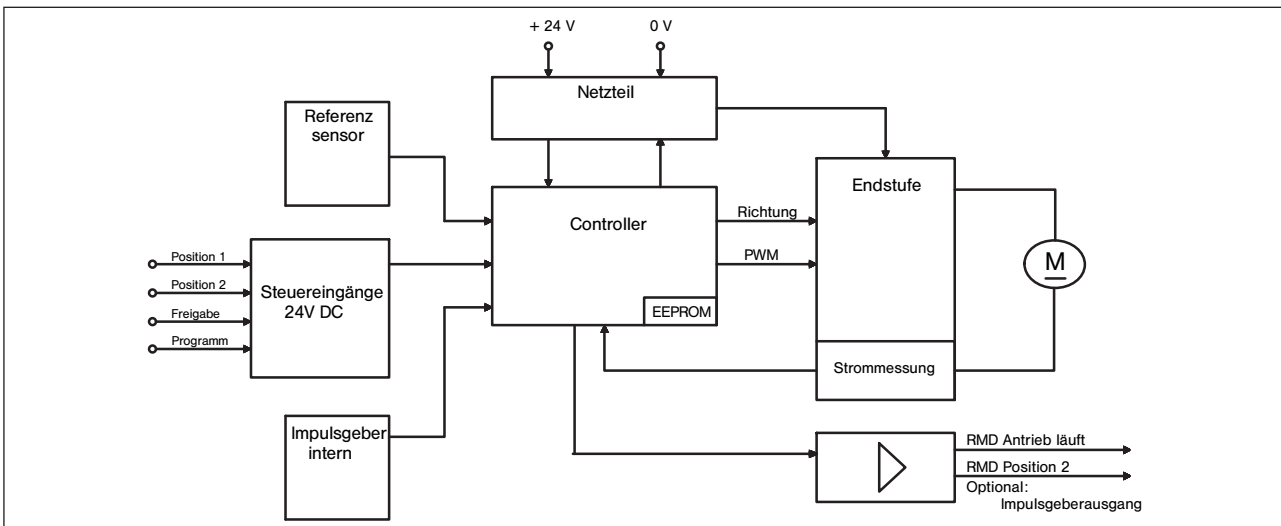 + 24 V
0 V
Netzteil
Referenz
sensor
Endstufe
Controller
Richtung
PWM
EEPROM
M
Position 1
Position 2
Freigabe
Programm
Steuereingänge
24V DC
Strommessung
Impulsgeber
intern
RMD Antrieb läuft
RMD Position 2
Optional:
Impulsgeberausgang